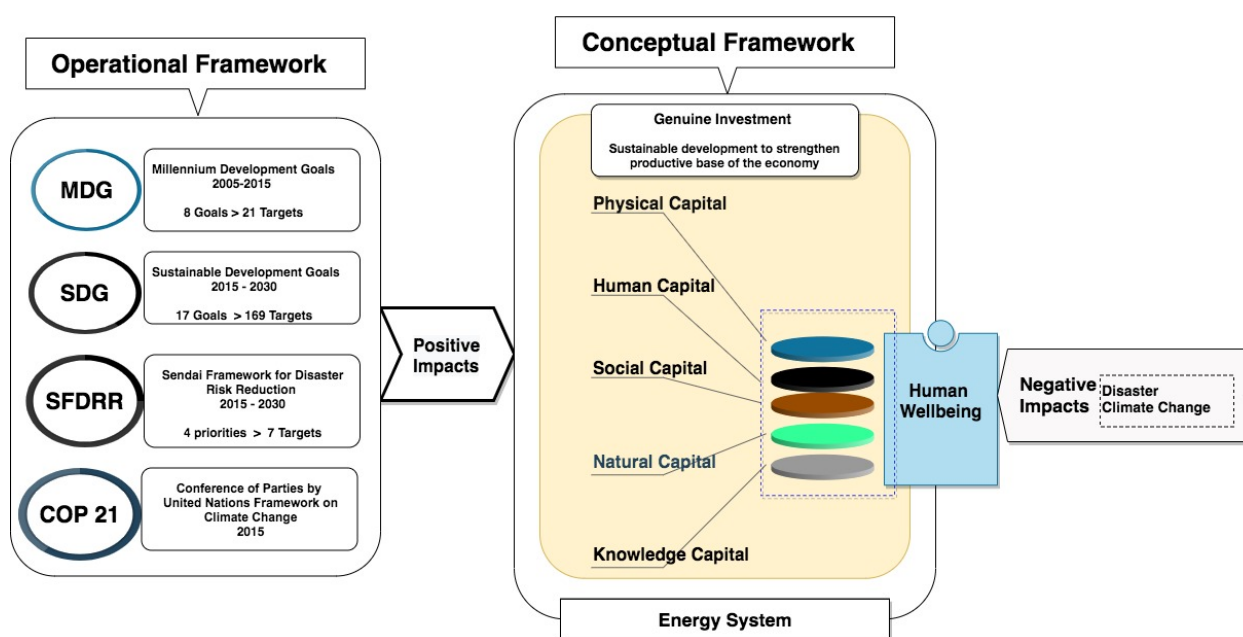 Operational Framework
MDG
Millennium Development Goals
2005-2015
8 Goals > 21 Targets
SDG
Sustainable Development Goals
2015 - 2030
17 Goals > 169 Targets
SFDRR
Sendai Framework for Disaster
Risk Reduction
2015 - 2030
4 priorities > 7 Targets
COP 21
Conference of Parties by
United Nations Framework on
Climate Change
2015
Positive
Impacts
Conceptual Framework
Genuine Investment
Sustainable development to strengthen
productive base of the economy
Physical Capital
Human Capital
Social Capital
Natural Capital
Knowledge Capital
Human
Wellbeing
Energy System
Negative
Impacts
Disaster
Climate Change